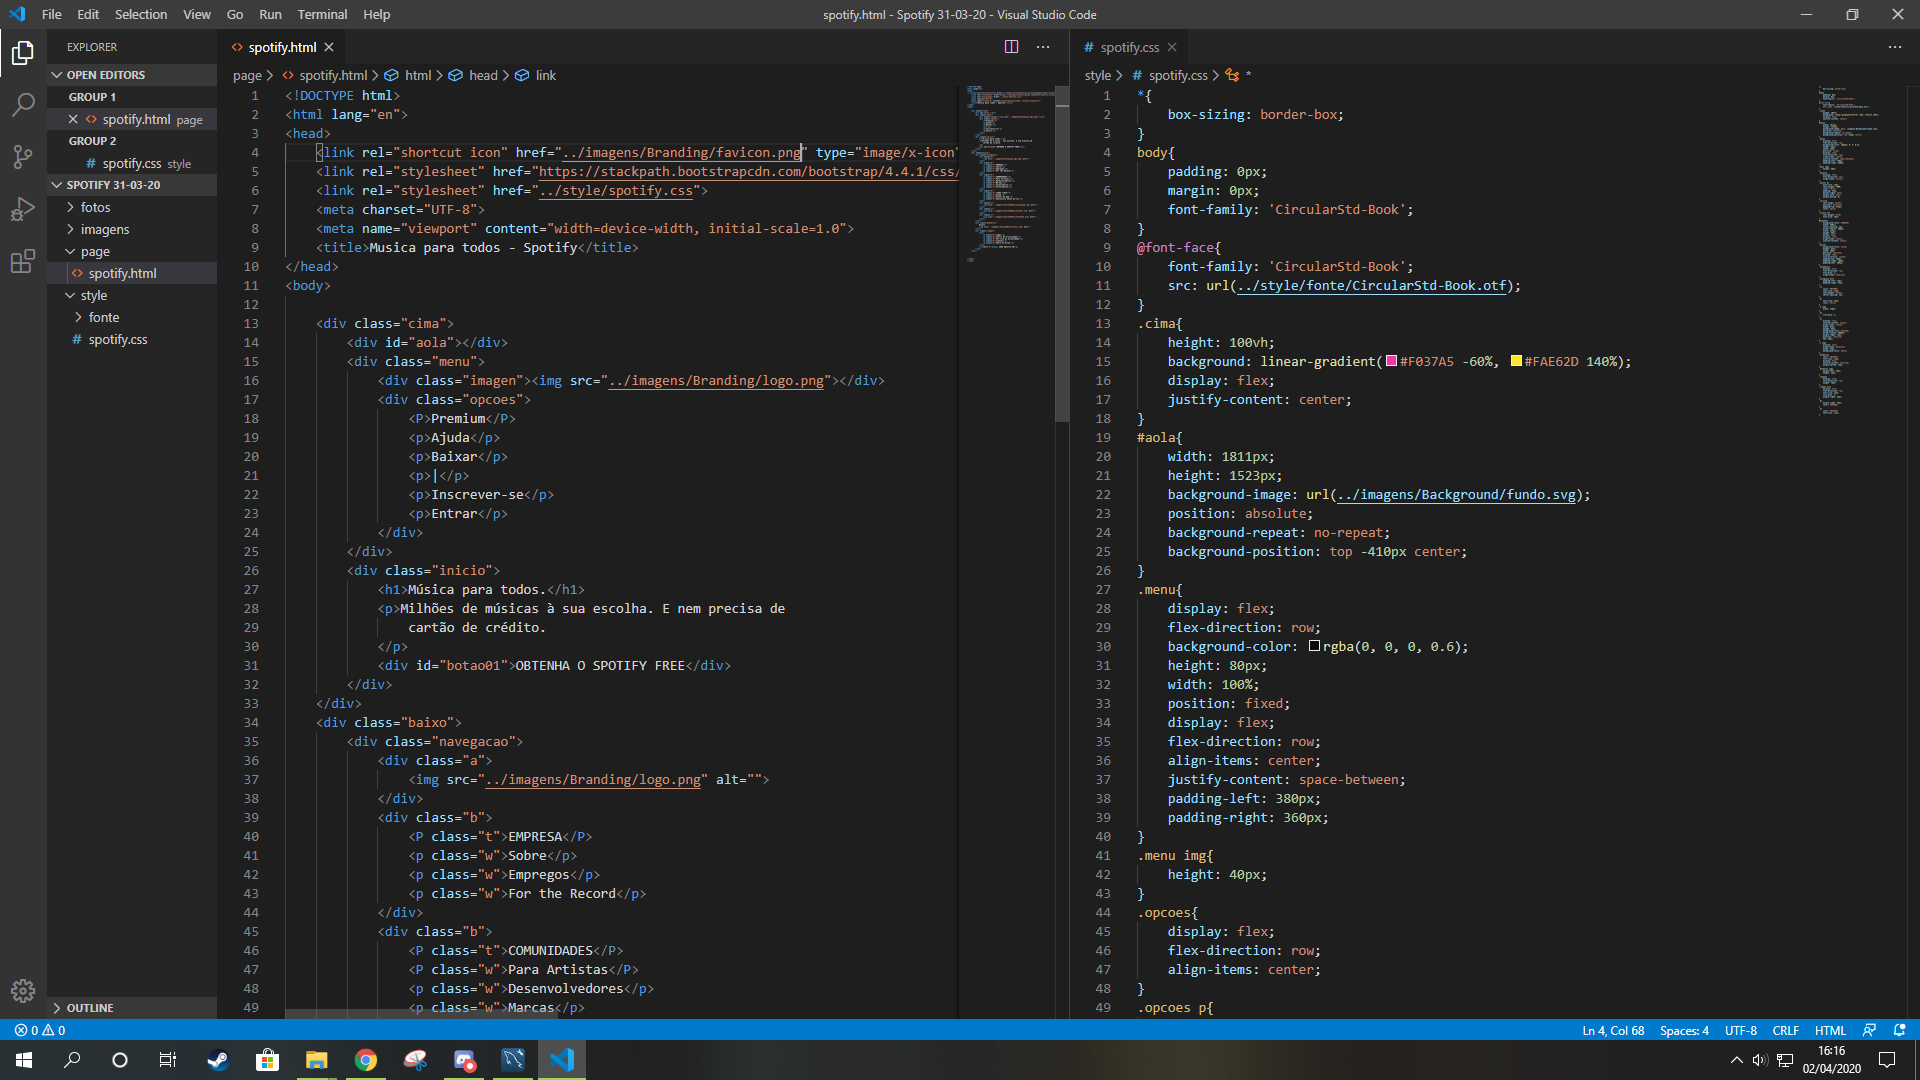 File Edit Selection View Go Run Terminal Help
spotify.html - Spotify 31-03-20 - Visual Studio Code
EXPLORER
OPEN EDITORS
GROUP 1
spotify.html page
GROUP 2
# spotify.css style
SPOTIFY 31-03-20
fotos
imagens
page
<> spotify.html
style
fonte
# spotify.css
OUTLINE
<> spotify.html
page > <> spotify.html > html > head > link
1 <!DOCTYPE html>
2 <html lang="en">
3 <head>
4 <link rel="shortcut icon" href="../imagens/Branding/favicon.png" type="image/x-icon"
5 <link rel="stylesheet" href="https://stackpath.bootstrapcdn.com/bootstrap/4.4.1/css/
6 <link rel="stylesheet" href="../style/spotify.css">
7 <meta charset="UTF-8">
8 <meta name="viewport" content="width=device-width, initial-scale=1.0">
9 <title>Musica para todos - Spotify</title>
10 </head>
11 <body>
12
13 <div class="cima">
14 <div id="aola"></div>
15 <div class="menu">
16 <div class="imagen"><img src="../imagens/Branding/logo.png"></div>
17 <div class="opcoes">
18 <P>Premium</P>
19 <p>Ajuda</p>
20 <p>Baixar</p>
21 <p>|</p>
22 <p>Inscrever-se</p>
23 <p>Entrar</p>
24 </div>
25 </div>
26 <div class="inicio">
27 <h1>Música para todos.</h1>
28 <p>Milhões de músicas à sua escolha. E nem precisa de
29 cartão de crédito.
30 </p>
31 <div id="botao01">OBTENHA O SPOTIFY FREE</div>
32 </div>
33 </div>
34 <div class="baixo">
35 <div class="navegacao">
36 <div class="a">
37 <img src="../imagens/Branding/logo.png" alt="">
38 </div>
39 <div class="b">
40 <P class="t">EMPRESA</P>
41 <p class="w">Sobre</p>
42 <p class="w">Empregos</p>
43 <p class="w">For the Record</p>
44 </div>
45 <div class="b">
46 <P class="t">COMUNIDADES</P>
47 <P class="w">Para Artistas</P>
48 <p class="w">Desenvolvedores</p>
49 <p class="w">Marcas</p>
# spotify.css
style > # spotify.css > *
1 *{
2 box-sizing: border-box;
3 }
4 body{
5 padding: 0px;
6 margin: 0px;
7 font-family: 'CircularStd-Book';
8 }
9 @font-face{
10 font-family: 'CircularStd-Book';
11 src: url(../style/fonte/CircularStd-Book.otf);
12 }
13 .cima{
14 height: 100vh;
15 background: linear-gradient(#F037A5 -60%, #FAE62D 140%);
16 display: flex;
17 justify-content: center;
18 }
19 #aola{
20 width: 1811px;
21 height: 1523px;
22 background-image: url(../imagens/Background/fundo.svg);
23 position: absolute;
24 background-repeat: no-repeat;
25 background-position: top -410px center;
26 }
27 .menu{
28 display: flex;
29 flex-direction: row;
30 background-color: rgba(0, 0, 0, 0.6);
31 height: 80px;
32 width: 100%;
33 position: fixed;
34 display: flex;
35 flex-direction: row;
36 align-items: center;
37 justify-content: space-between;
38 padding-left: 380px;
39 padding-right: 360px;
40 }
41 .menu img{
42 height: 40px;
43 }
44 .opcoes{
45 display: flex;
46 flex-direction: row;
47 align-items: center;
48 }
49 .opcoes p{
0 0
Ln 4, Col 68 Spaces: 4 UTF-8 CRLF HTML
16:16
02/04/2020